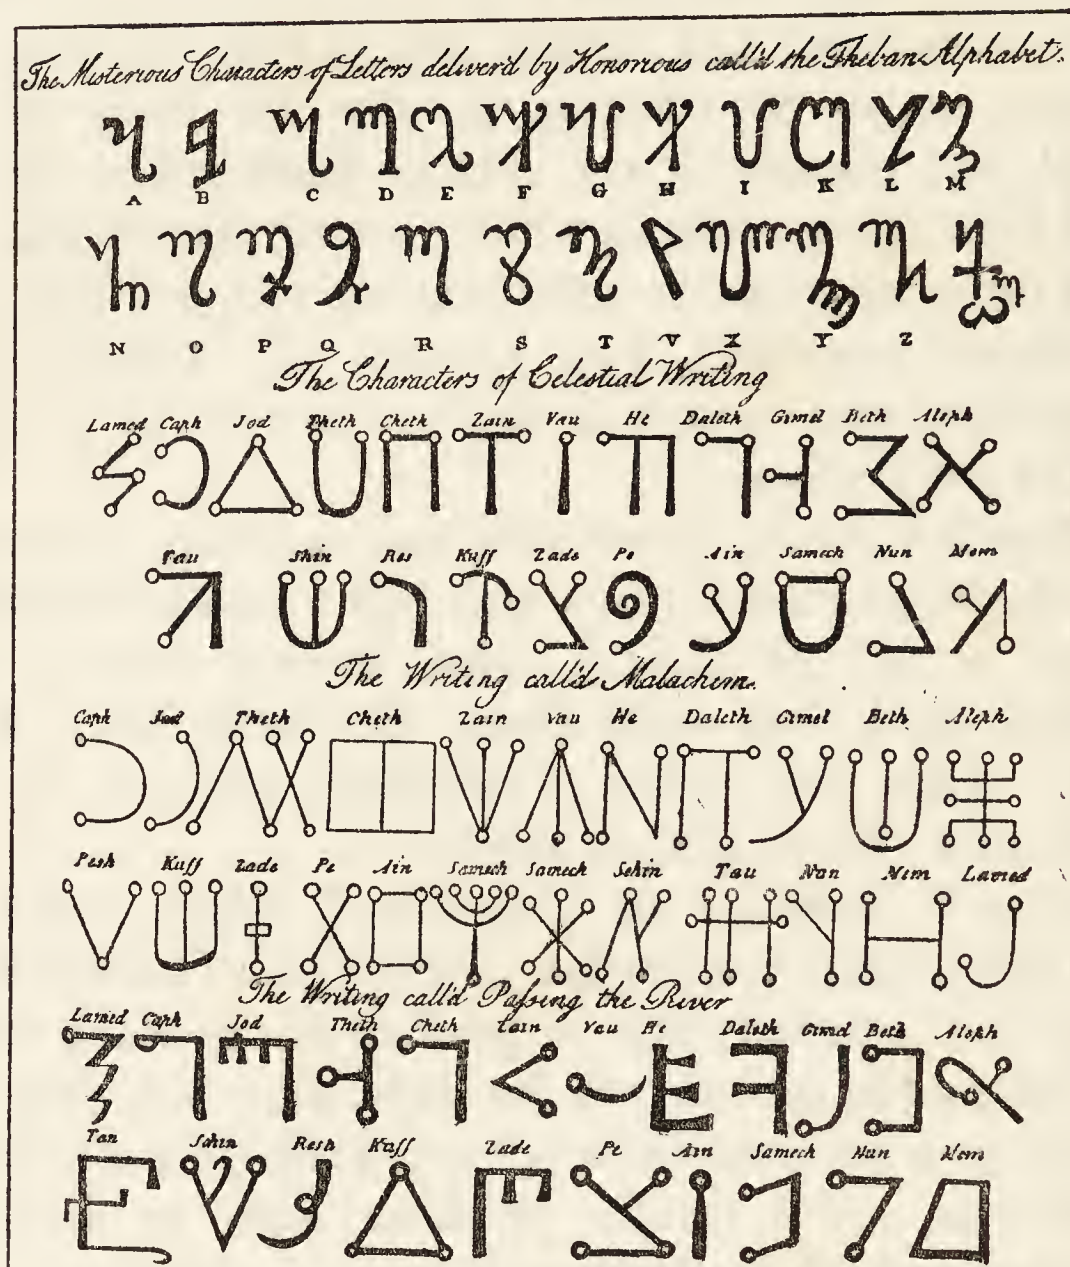 The Misterious Characters of Letters deliver'd by Honorious call'd the Theban Alphabet.
A B C D E F G H I K L M
N O P Q R S T V X Y Z
The Characters of Celestial Writing
Lamed Caph Jod Theth Cheth Zain Vau He Daleth Gimel Beth Aleph
Tau Shin Res Kuff Zade Pe Ain Samech Nun Mem
The Writing call'd Malachem.
Caph Jod Theth Cheth Zain Vau He Daleth Gimel Beth Aleph
Resh Kuff Zade Pe Ain Samech Samech Schin Tau Nun Mem Lamed
The Writing call'd Paſsing the River
Lamed Caph Jod Theth Cheth Zain Vau He Daleth Gimel Beth Aleph
Tau Schin Resh Kuff Zade Pe Ain Samech Nun Mem